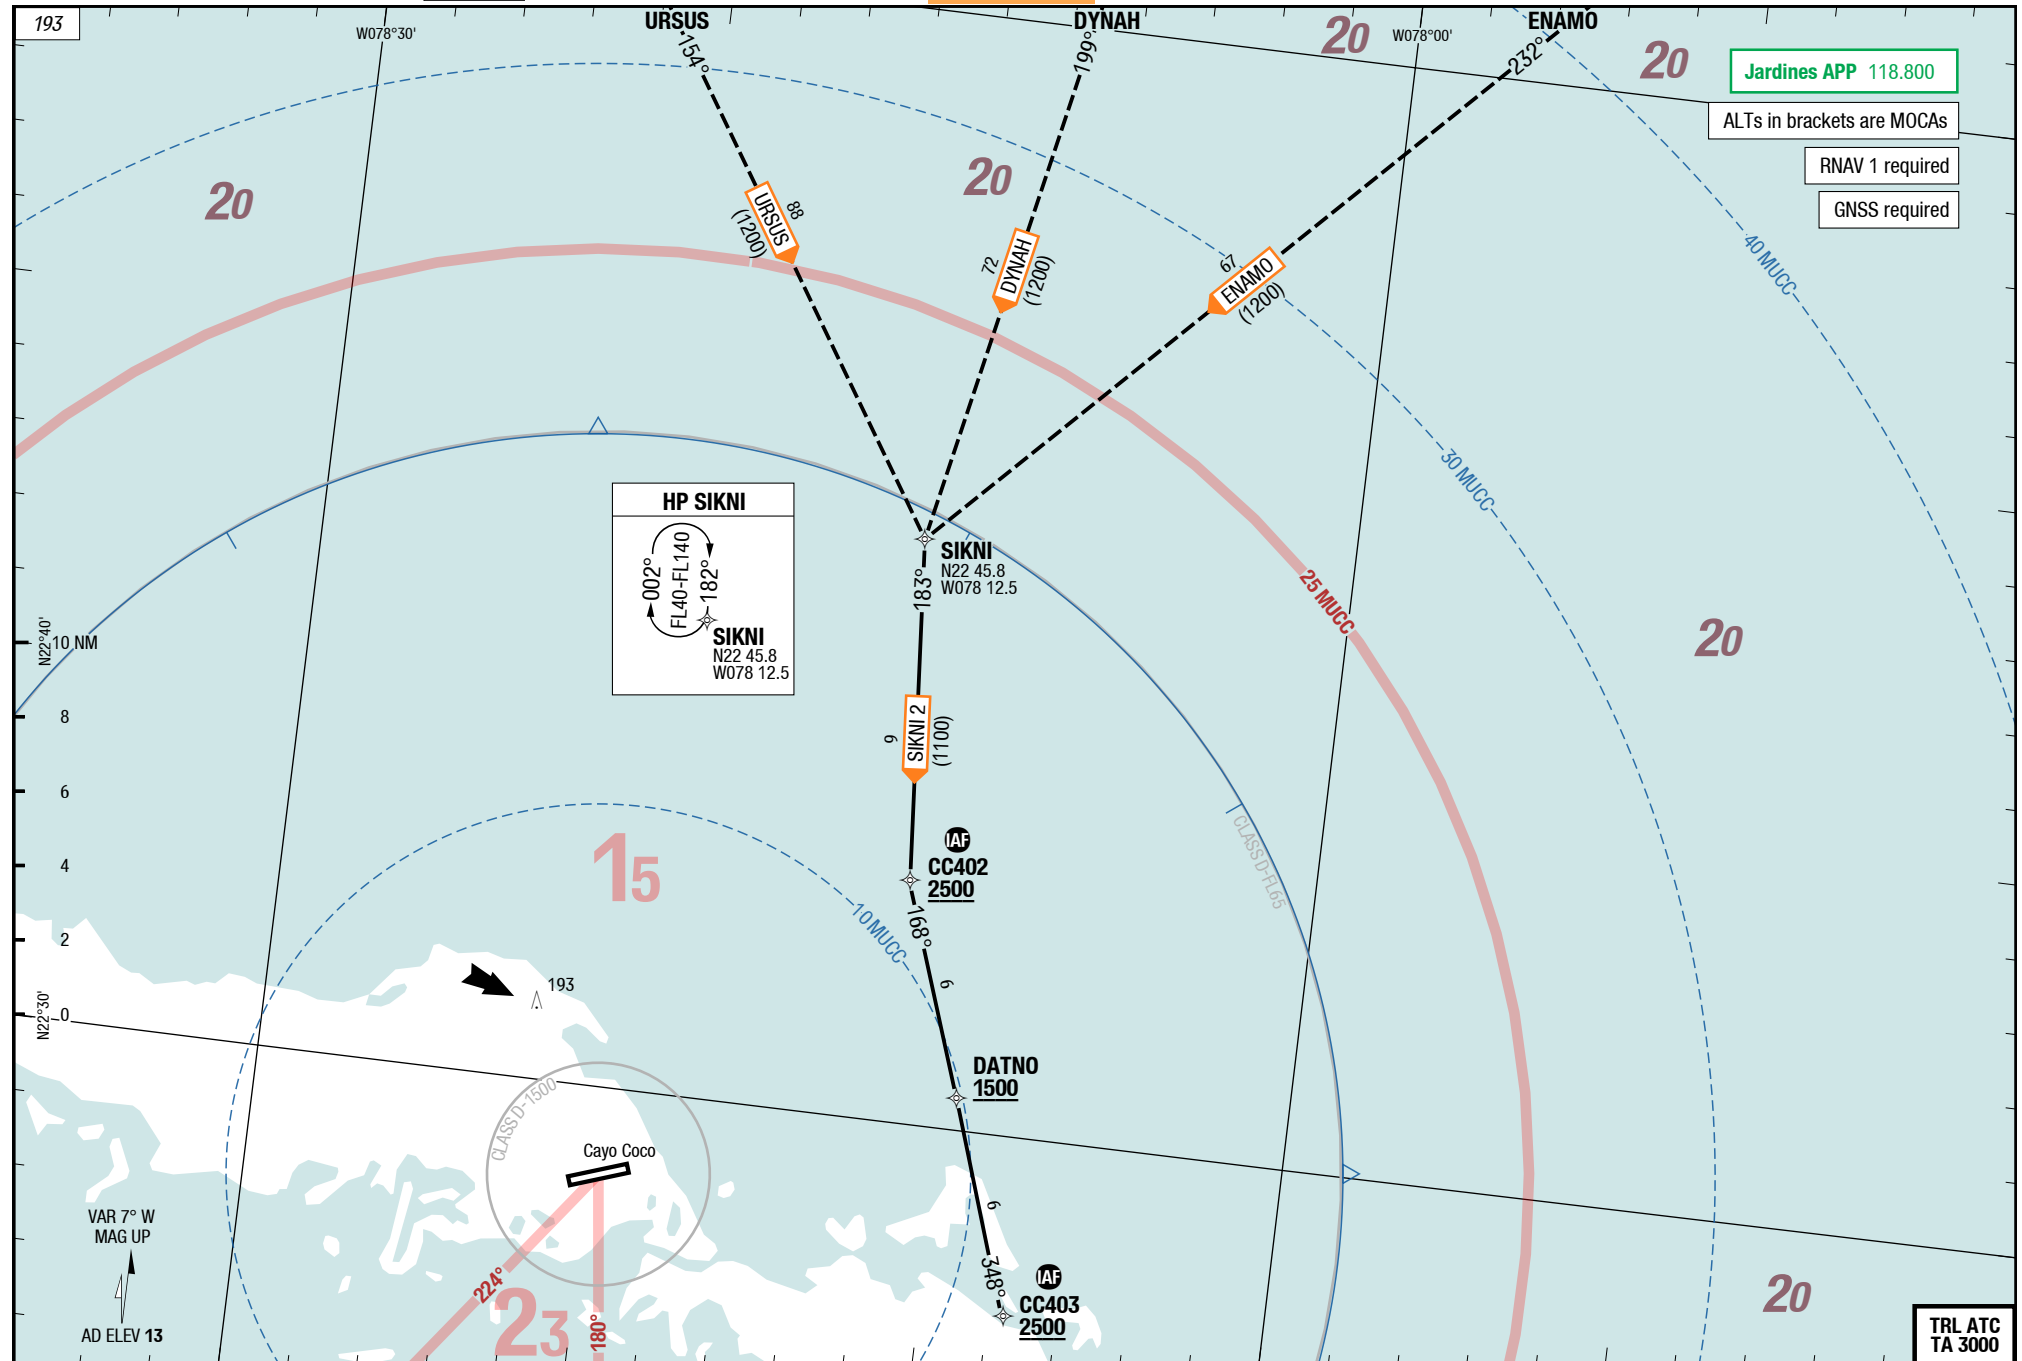 193
W078°30'
URSUS
DYNAH
ENAMO
W078°00'
154°
199°
232°
20
20
20
20
20
20
Jardines APP 118.800
ALTs in brackets are MOCAs
RNAV 1 required
GNSS required
URSUS
88
(1200)
DYNAH
72
(1200)
ENAMO
67
(1200)
40 MUCC
30 MUCC
25 MUCC
10 MUCC
HP SIKNI
002°
FL40-FL140
182°
SIKNI
N22 45.8
W078 12.5
SIKNI
N22 45.8
W078 12.5
183°
SIKNI 2
9
(1100)
N22°40'
10 NM
8
6
4
2
0
N22°30'
15
IAF
CC402
2500
168°
6
CLASS D-FL65
193
DATNO
1500
CLASS D-1500
Cayo Coco
6
348°
IAF
CC403
2500
224°
180°
23
VAR 7° W
MAG UP
AD ELEV 13
TRL ATC
TA 3000